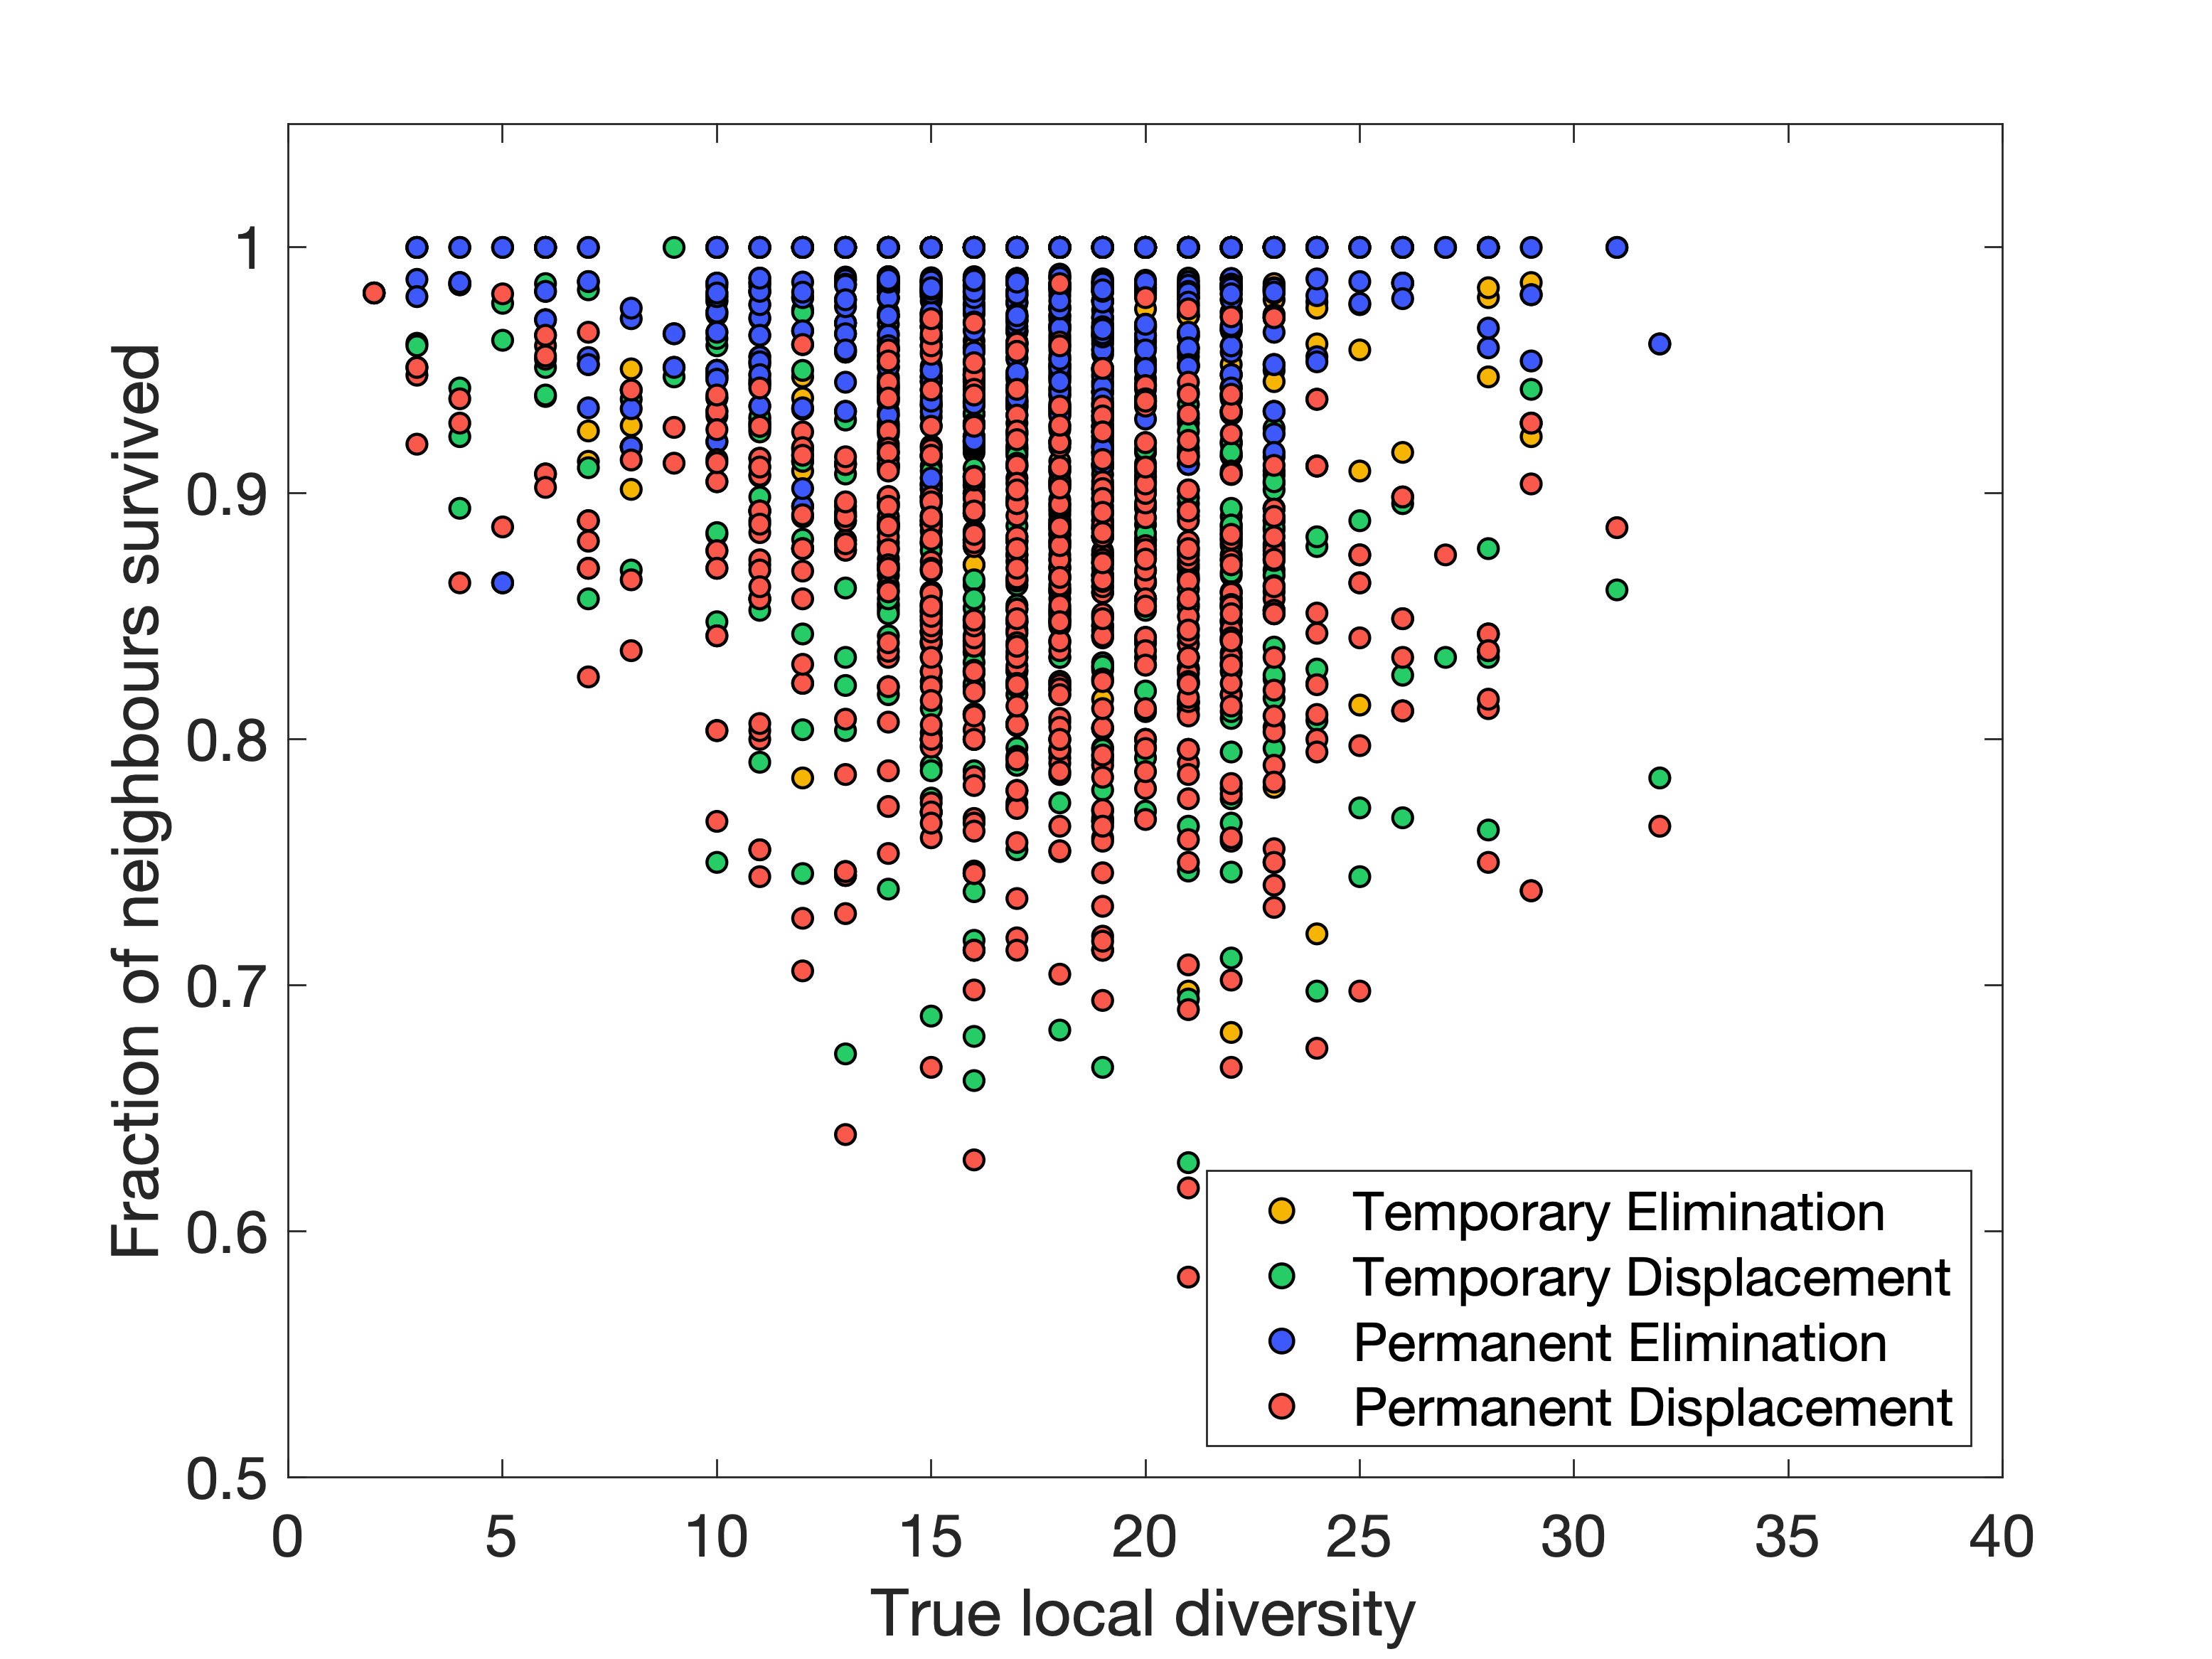 Fraction of neighbours survived
1
0.9
0.8
0.7
0.6
0.5
0 5 10 15 20 25 30 35 40
True local diversity
Temporary Elimination
Temporary Displacement
Permanent Elimination
Permanent Displacement